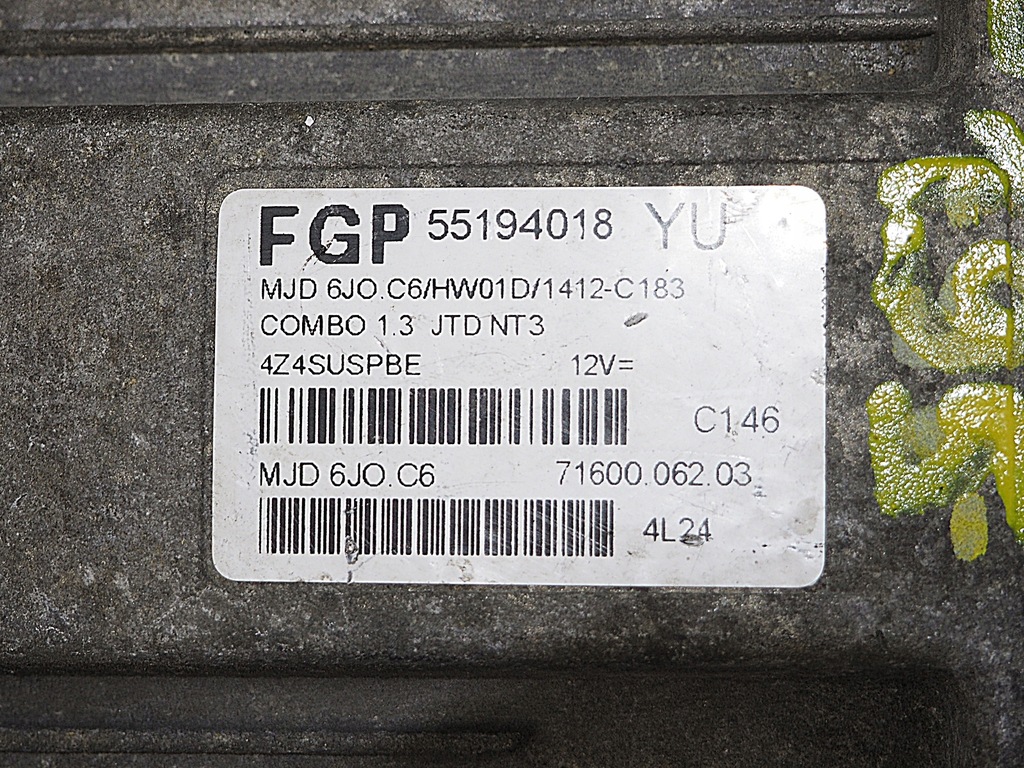 FGP 55194018 YU
MJD 6JO.C6/HW01D/1412-C183
COMBO 1.3 JTD NT3
4Z4SUSPBE 12V=
C146
MJD 6JO.C6 71600.062.03
4L24